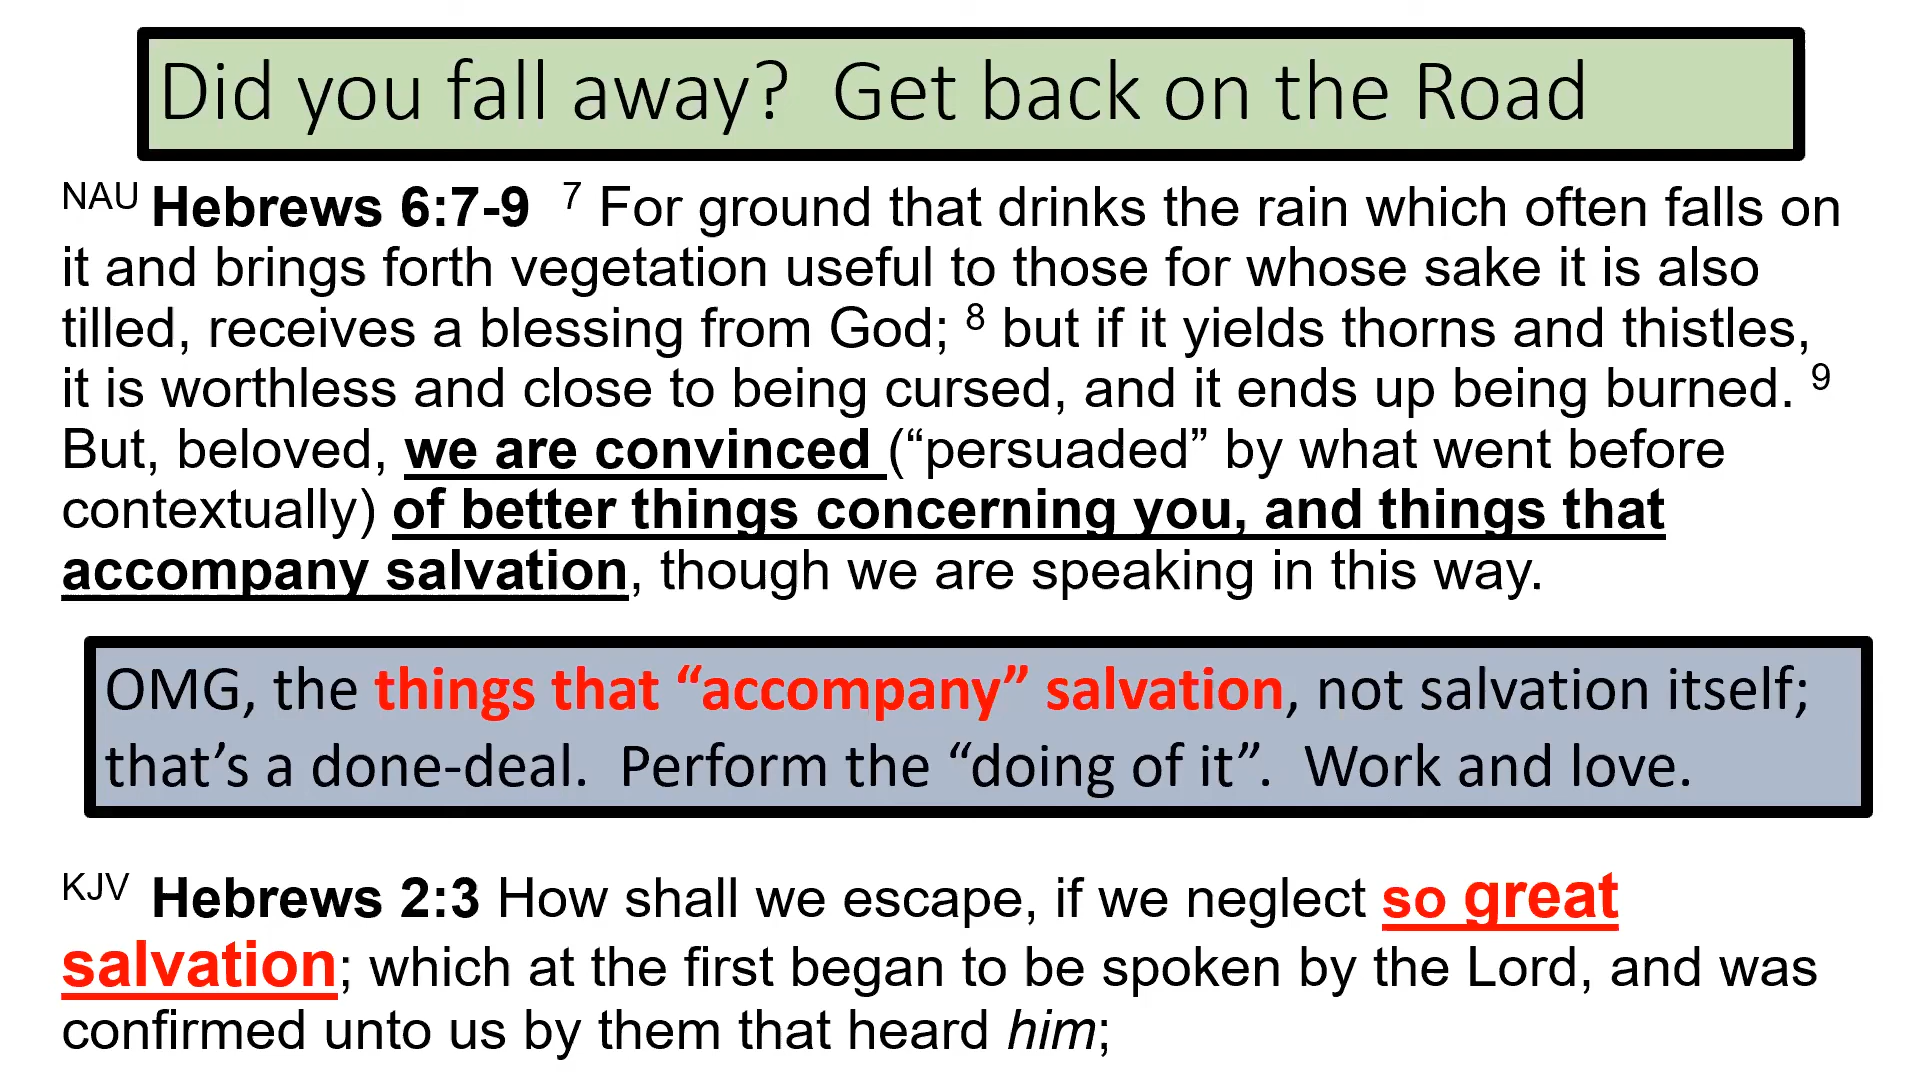 Did you fall away?  Get back on the Road
NAU Hebrews 6:7-9  7 For ground that drinks the rain which often falls on
it and brings forth vegetation useful to those for whose sake it is also
tilled, receives a blessing from God; 8 but if it yields thorns and thistles,
it is worthless and close to being cursed, and it ends up being burned. 9
But, beloved, we are convinced (“persuaded” by what went before
contextually) of better things concerning you, and things that
accompany salvation, though we are speaking in this way.
OMG, the things that “accompany” salvation, not salvation itself;
that’s a done-deal.  Perform the “doing of it”.  Work and love.
KJV Hebrews 2:3 How shall we escape, if we neglect so great
salvation; which at the first began to be spoken by the Lord, and was
confirmed unto us by them that heard him;